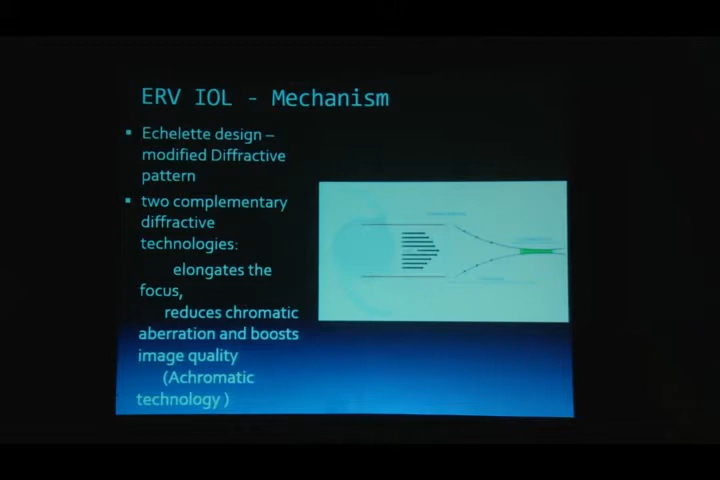 ERV IOL - Mechanism
▪ Echelette design –
modified Diffractive
pattern
▪ two complementary
diffractive
technologies:
elongates the
focus,
reduces chromatic
aberration and boosts
image quality
(Achromatic
technology )